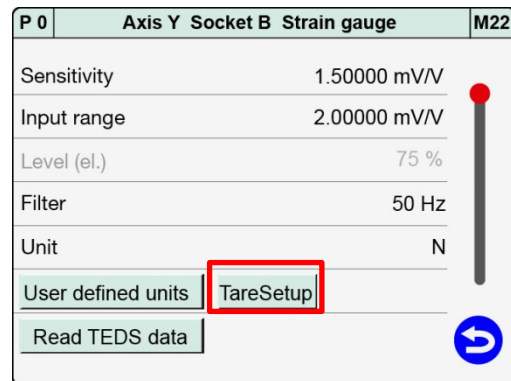 P 0 Axis Y Socket B Strain gauge M22
Sensitivity 1.50000 mV/V
Input range 2.00000 mV/V
Level (el.) 75 %
Filter 50 Hz
Unit N
User defined units TareSetup
Read TEDS data